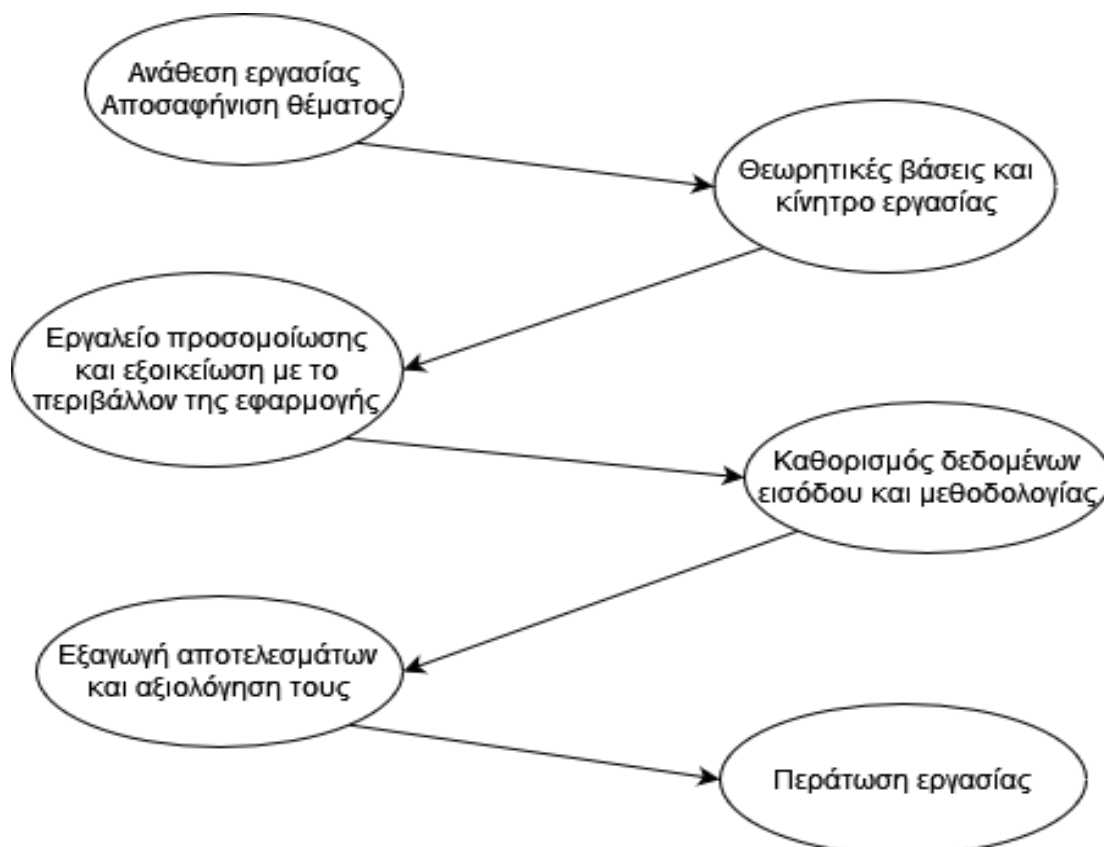 Ανάθεση εργασίας
Αποσαφήνιση θέματος
Θεωρητικές βάσεις και
κίνητρο εργασίας
Εργαλείο προσομοίωσης
και εξοικείωση με το
περιβάλλον της εφαρμογής
Καθορισμός δεδομένων
εισόδου και μεθοδολογίας
Εξαγωγή αποτελεσμάτων
και αξιολόγηση τους
Περάτωση εργασίας